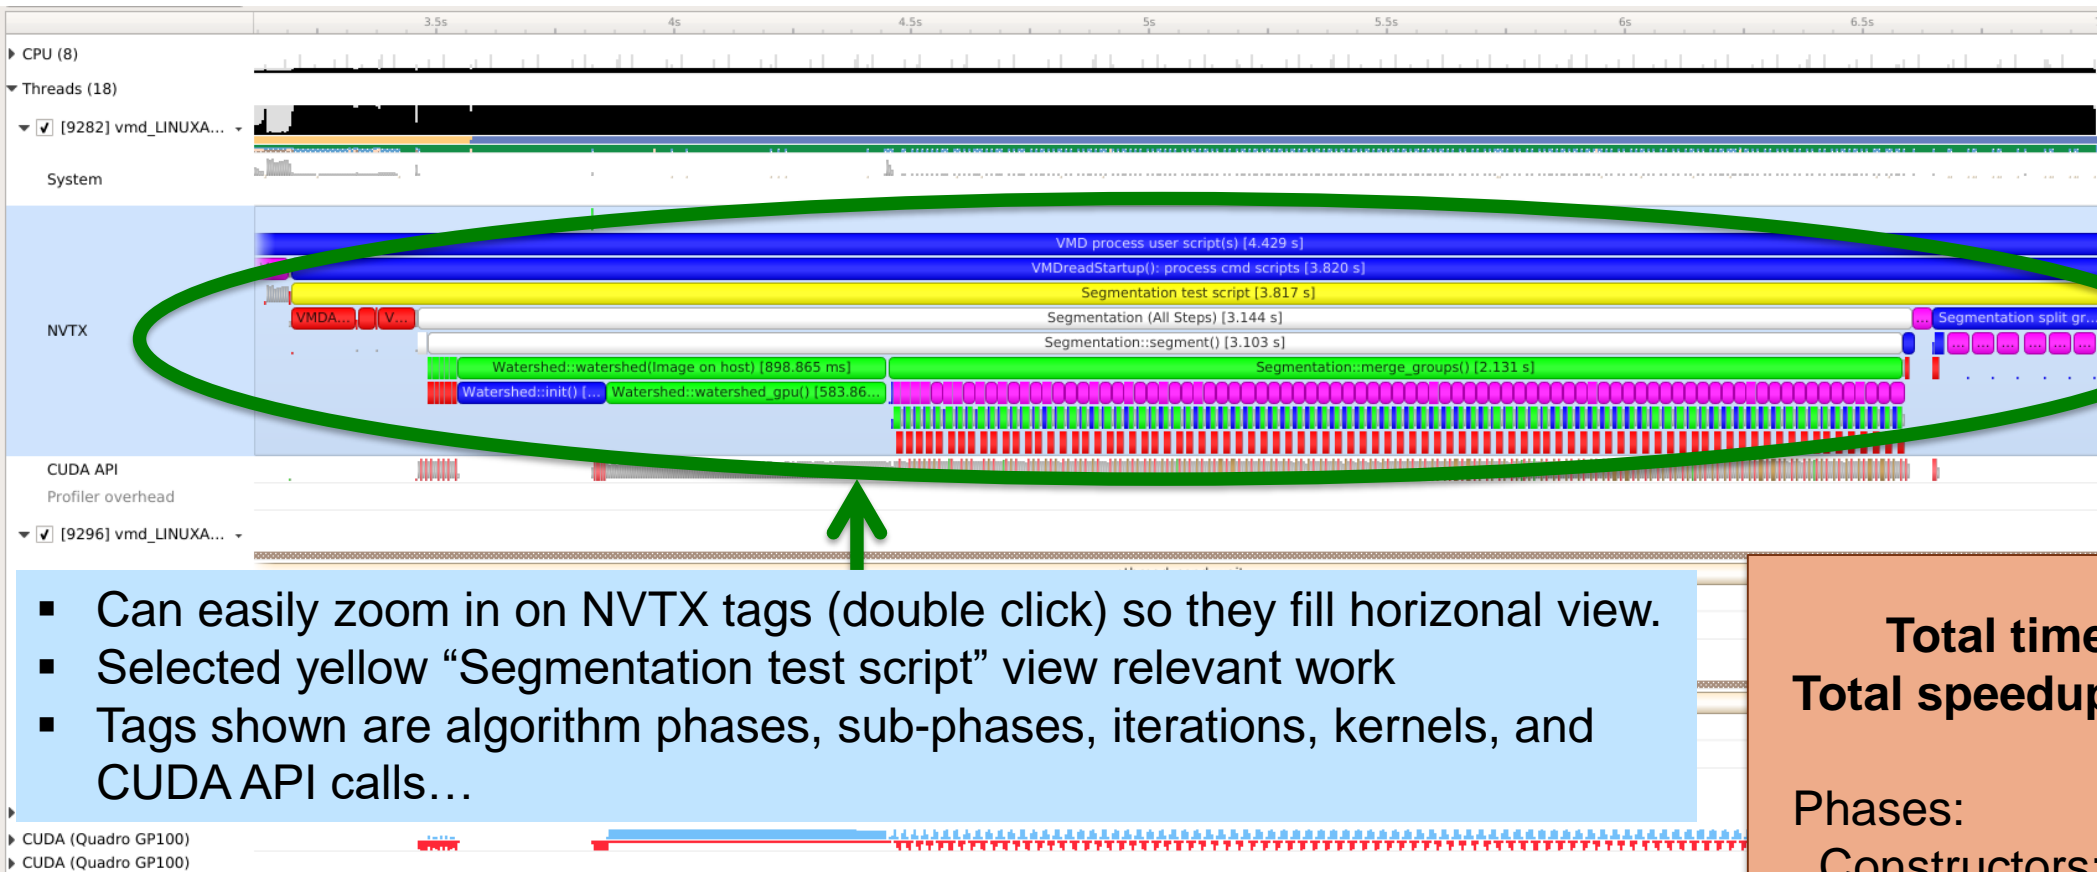 3.5s 4s 4.5s 5s 5.5s 6s 6.5s
CPU (8)
Threads (18)
[9282] vmd_LINUXA...
System
VMD process user script(s) [4.429 s]
VMDreadStartup(): process cmd scripts [3.820 s]
Segmentation test script [3.817 s]
NVTX
VMDA... V... Segmentation (All Steps) [3.144 s] ... Segmentation split gr...
Segmentation::segment() [3.103 s] ... ... ... ... ... ...
Watershed::watershed(Image on host) [898.865 ms] Segmentation::merge_groups() [2.131 s]
Watershed::init() [... Watershed::watershed_gpu() [583.86...
CUDA API
Profiler overhead
[9296] vmd_LINUXA...
▪ Can easily zoom in on NVTX tags (double click) so they fill horizonal view.
▪ Selected yellow “Segmentation test script” view relevant work
▪ Tags shown are algorithm phases, sub-phases, iterations, kernels, and
CUDA API calls…
Total time
Total speedup
Phases:
Constructors:
CUDA (Quadro GP100)
CUDA (Quadro GP100)